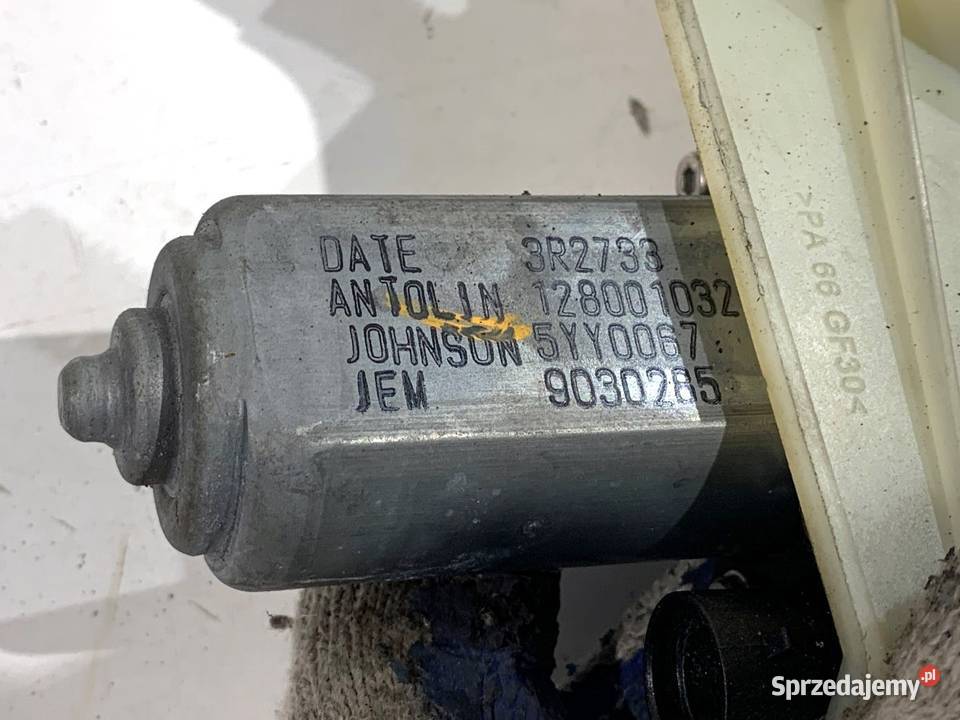 DATE 3R2733
ANTOLIN 128001032
JOHNSON 5YY0067
JEM 9030285
>PA 66 GF30<
Sprzedajemy.pl